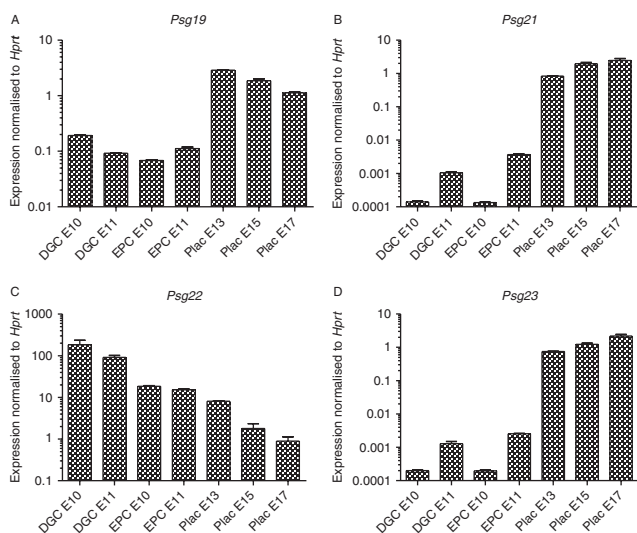 A
Psg19
Expression normalised to Hprt
10
1
0.1
0.01
DGC E10
DGC E11
EPC E10
EPC E11
Plac E13
Plac E15
Plac E17
B
Psg21
Expression normalised to Hprt
10
1
0.1
0.01
0.001
0.0001
DGC E10
DGC E11
EPC E10
EPC E11
Plac E13
Plac E15
Plac E17
C
Psg22
Expression normalised to Hprt
1000
100
10
1
0.1
DGC E10
DGC E11
EPC E10
EPC E11
Plac E13
Plac E15
Plac E17
D
Psg23
Expression normalised to Hprt
10
1
0.1
0.01
0.001
0.0001
DGC E10
DGC E11
EPC E10
EPC E11
Plac E13
Plac E15
Plac E17